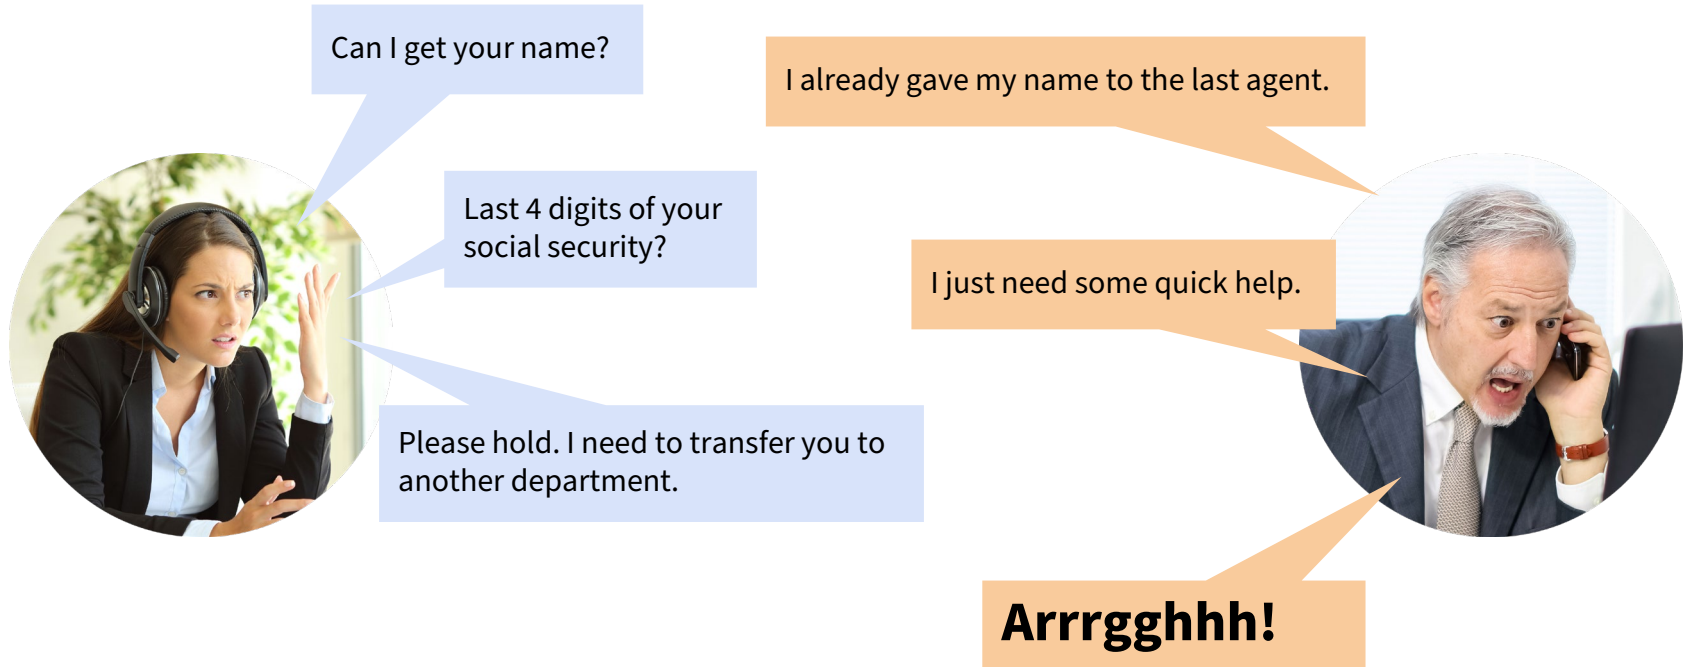 Can I get your name?
I already gave my name to the last agent.
Last 4 digits of your
social security?
I just need some quick help.
Please hold. I need to transfer you to
another department.
Arrrgghhh!